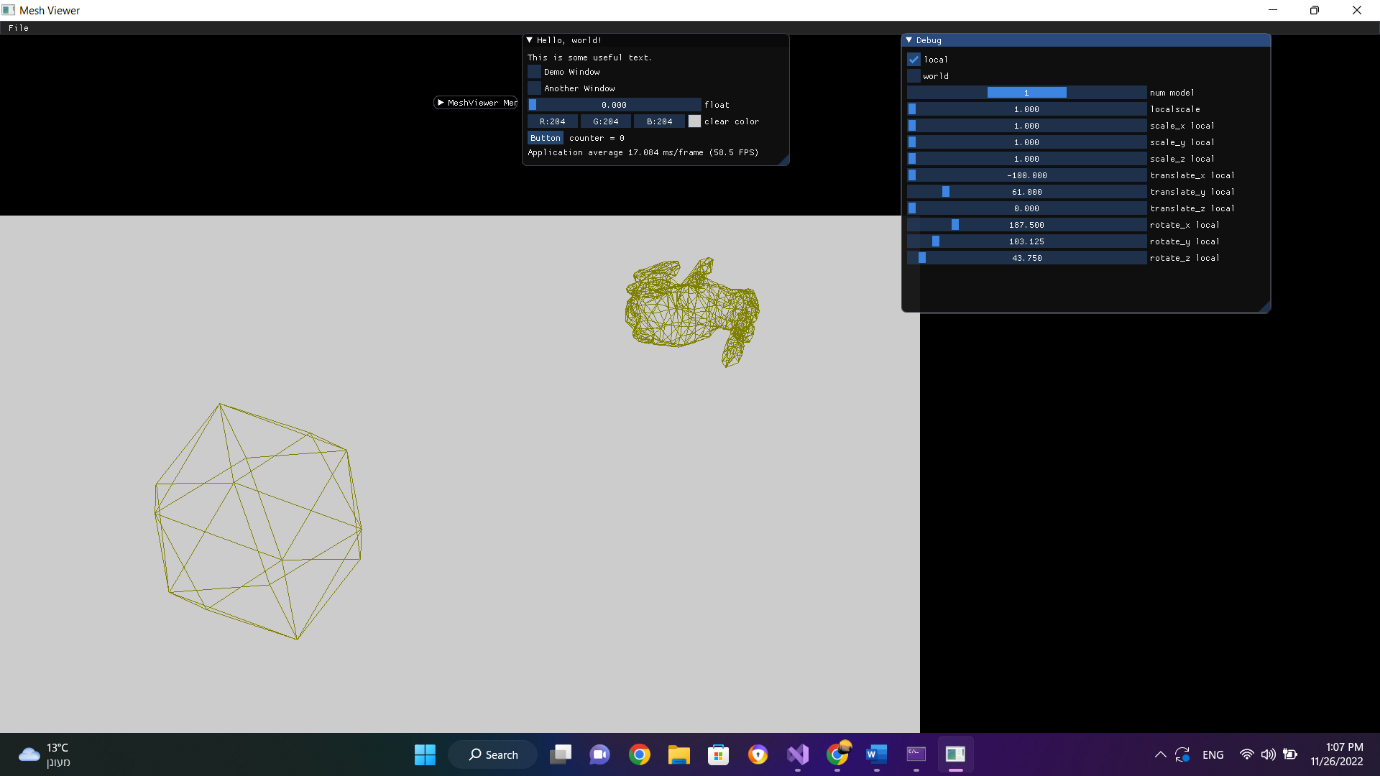 Mesh Viewer
File
Hello, world!
This is some useful text.
Demo Window
Another Window
0.000 float
R:204 G:204 B:204 clear color
Button counter = 0
Application average 17.084 ms/frame (58.5 FPS)
MeshViewer Mer
Debug
local
world
1 num model
1.000 localscale
1.000 scale_x local
1.000 scale_y local
1.000 scale_z local
-100.000 translate_x local
61.000 translate_y local
0.000 translate_z local
187.500 rotate_x local
103.125 rotate_y local
43.750 rotate_z local
13°C
מעונן
Search
ENG
1:07 PM
11/26/2022